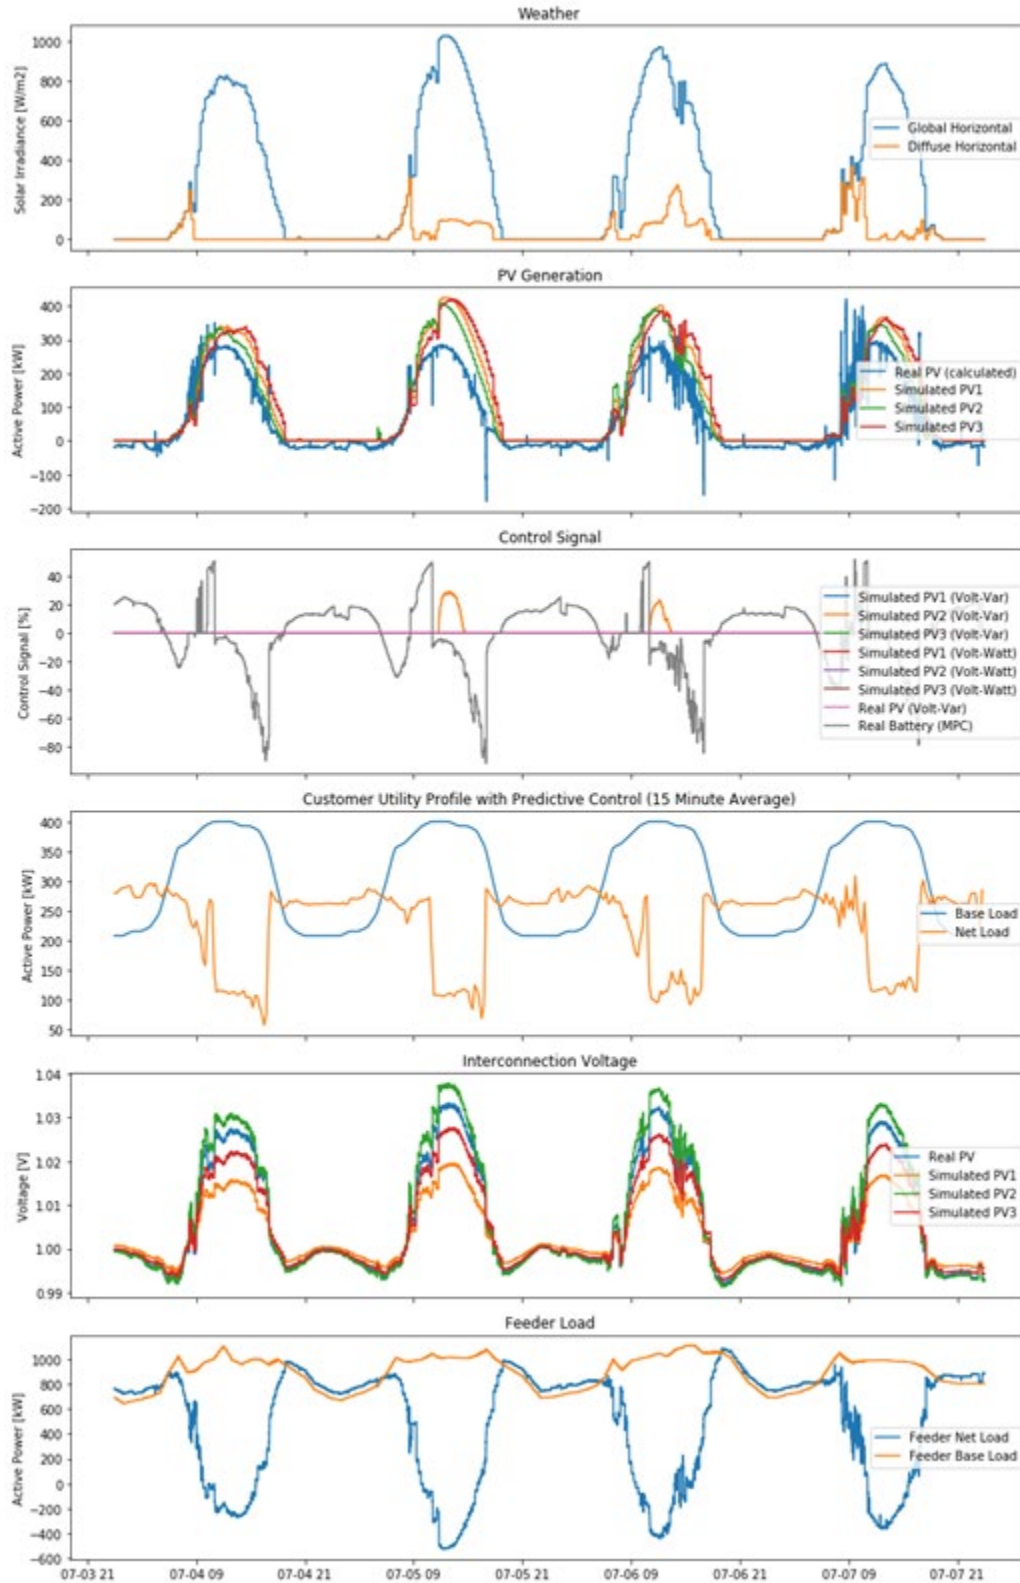 Weather
Solar Irradiance [W/m2]
1000
800
600
400
200
0
Global Horizontal
Diffuse Horizontal
PV Generation
Active Power [kW]
400
300
200
100
0
−100
−200
Real PV (calculated)
Simulated PV1
Simulated PV2
Simulated PV3
Control Signal
Control Signal [%]
40
20
0
−20
−40
−60
−80
Simulated PV1 (Volt-Var)
Simulated PV2 (Volt-Var)
Simulated PV3 (Volt-Var)
Simulated PV1 (Volt-Watt)
Simulated PV2 (Volt-Watt)
Simulated PV3 (Volt-Watt)
Real PV (Volt-Var)
Real Battery (MPC)
Customer Utility Profile with Predictive Control (15 Minute Average)
Active Power [kW]
400
350
300
250
200
150
100
50
Base Load
Net Load
Interconnection Voltage
Voltage [V]
1.04
1.03
1.02
1.01
1.00
0.99
Real PV
Simulated PV1
Simulated PV2
Simulated PV3
Feeder Load
Active Power [kW]
1000
800
600
400
200
0
−200
−400
−600
Feeder Net Load
Feeder Base Load
07-03 21 07-04 09 07-04 21 07-05 09 07-05 21 07-06 09 07-06 21 07-07 09 07-07 21